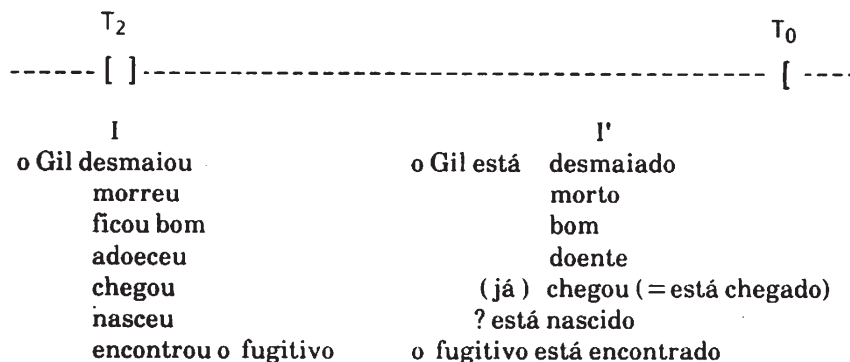 T2 T0
------ [ ] ---------------------------------------- [ ----
I I'
o Gil desmaiou o Gil está desmaiado
morreu morto
ficou bom bom
adoeceu doente
chegou ( já ) chegou ( = está chegado)
nasceu ? está nascido
encontrou o fugitivo o fugitivo está encontrado